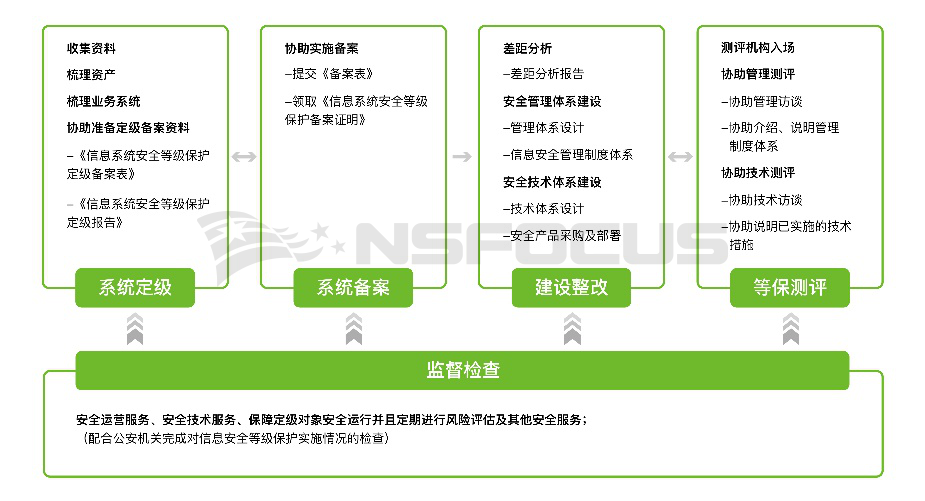 收集资料
梳理资产
梳理业务系统
协助准备定级备案资料
–《信息系统安全等级保护
定级备案表》
–《信息系统安全等级保护
定级报告》
系统定级
协助实施备案
–提交《备案表》
–领取《信息系统安全等级
保护备案证明》
系统备案
差距分析
–差距分析报告
安全管理体系建设
–管理体系设计
–信息安全管理制度体系
安全技术体系建设
–技术体系设计
–安全产品采购及部署
建设整改
测评机构入场
协助管理测评
–协助管理访谈
–协助介绍、说明管理
制度体系
协助技术测评
–协助技术访谈
–协助说明已实施的技术
措施
等保测评
NSFOCUS
监督检查
安全运营服务、安全技术服务、保障定级对象安全运行并且定期进行风险评估及其他安全服务；
（配合公安机关完成对信息安全等级保护实施情况的检查）